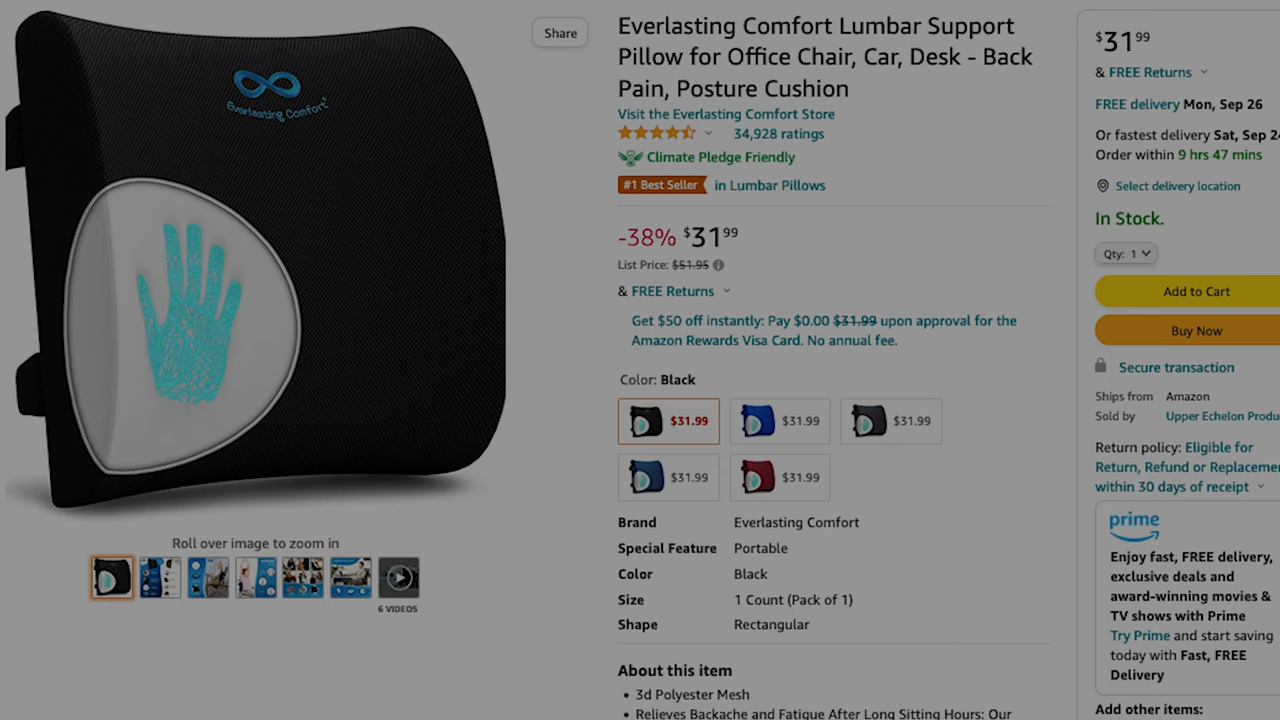 Everlasting Comfort
Roll over image to zoom in
6 VIDEOS
Share
Everlasting Comfort Lumbar Support
Pillow for Office Chair, Car, Desk - Back
Pain, Posture Cushion
Visit the Everlasting Comfort Store
34,928 ratings
Climate Pledge Friendly
#1 Best Seller in Lumbar Pillows
-38% $31.99
List Price: $51.95
& FREE Returns
Get $50 off instantly: Pay $0.00 $31.99 upon approval for the
Amazon Rewards Visa Card. No annual fee.
Color: Black
$31.99 $31.99 $31.99
$31.99 $31.99
Brand Everlasting Comfort
Special Feature Portable
Color Black
Size 1 Count (Pack of 1)
Shape Rectangular
About this item
• 3d Polyester Mesh
• Relieves Backache and Fatigue After Long Sitting Hours: Our
$31.99
& FREE Returns
FREE delivery Mon, Sep 26
Or fastest delivery Sat, Sep 24
Order within 9 hrs 47 mins
Select delivery location
In Stock.
Qty: 1
Add to Cart
Buy Now
Secure transaction
Ships from Amazon
Sold by Upper Echelon Produ
Return policy: Eligible for
Return, Refund or Replacemen
within 30 days of receipt
prime
Enjoy fast, FREE delivery,
exclusive deals and
award-winning movies &
TV shows with Prime
Try Prime and start saving
today with Fast, FREE
Delivery
Add other items: